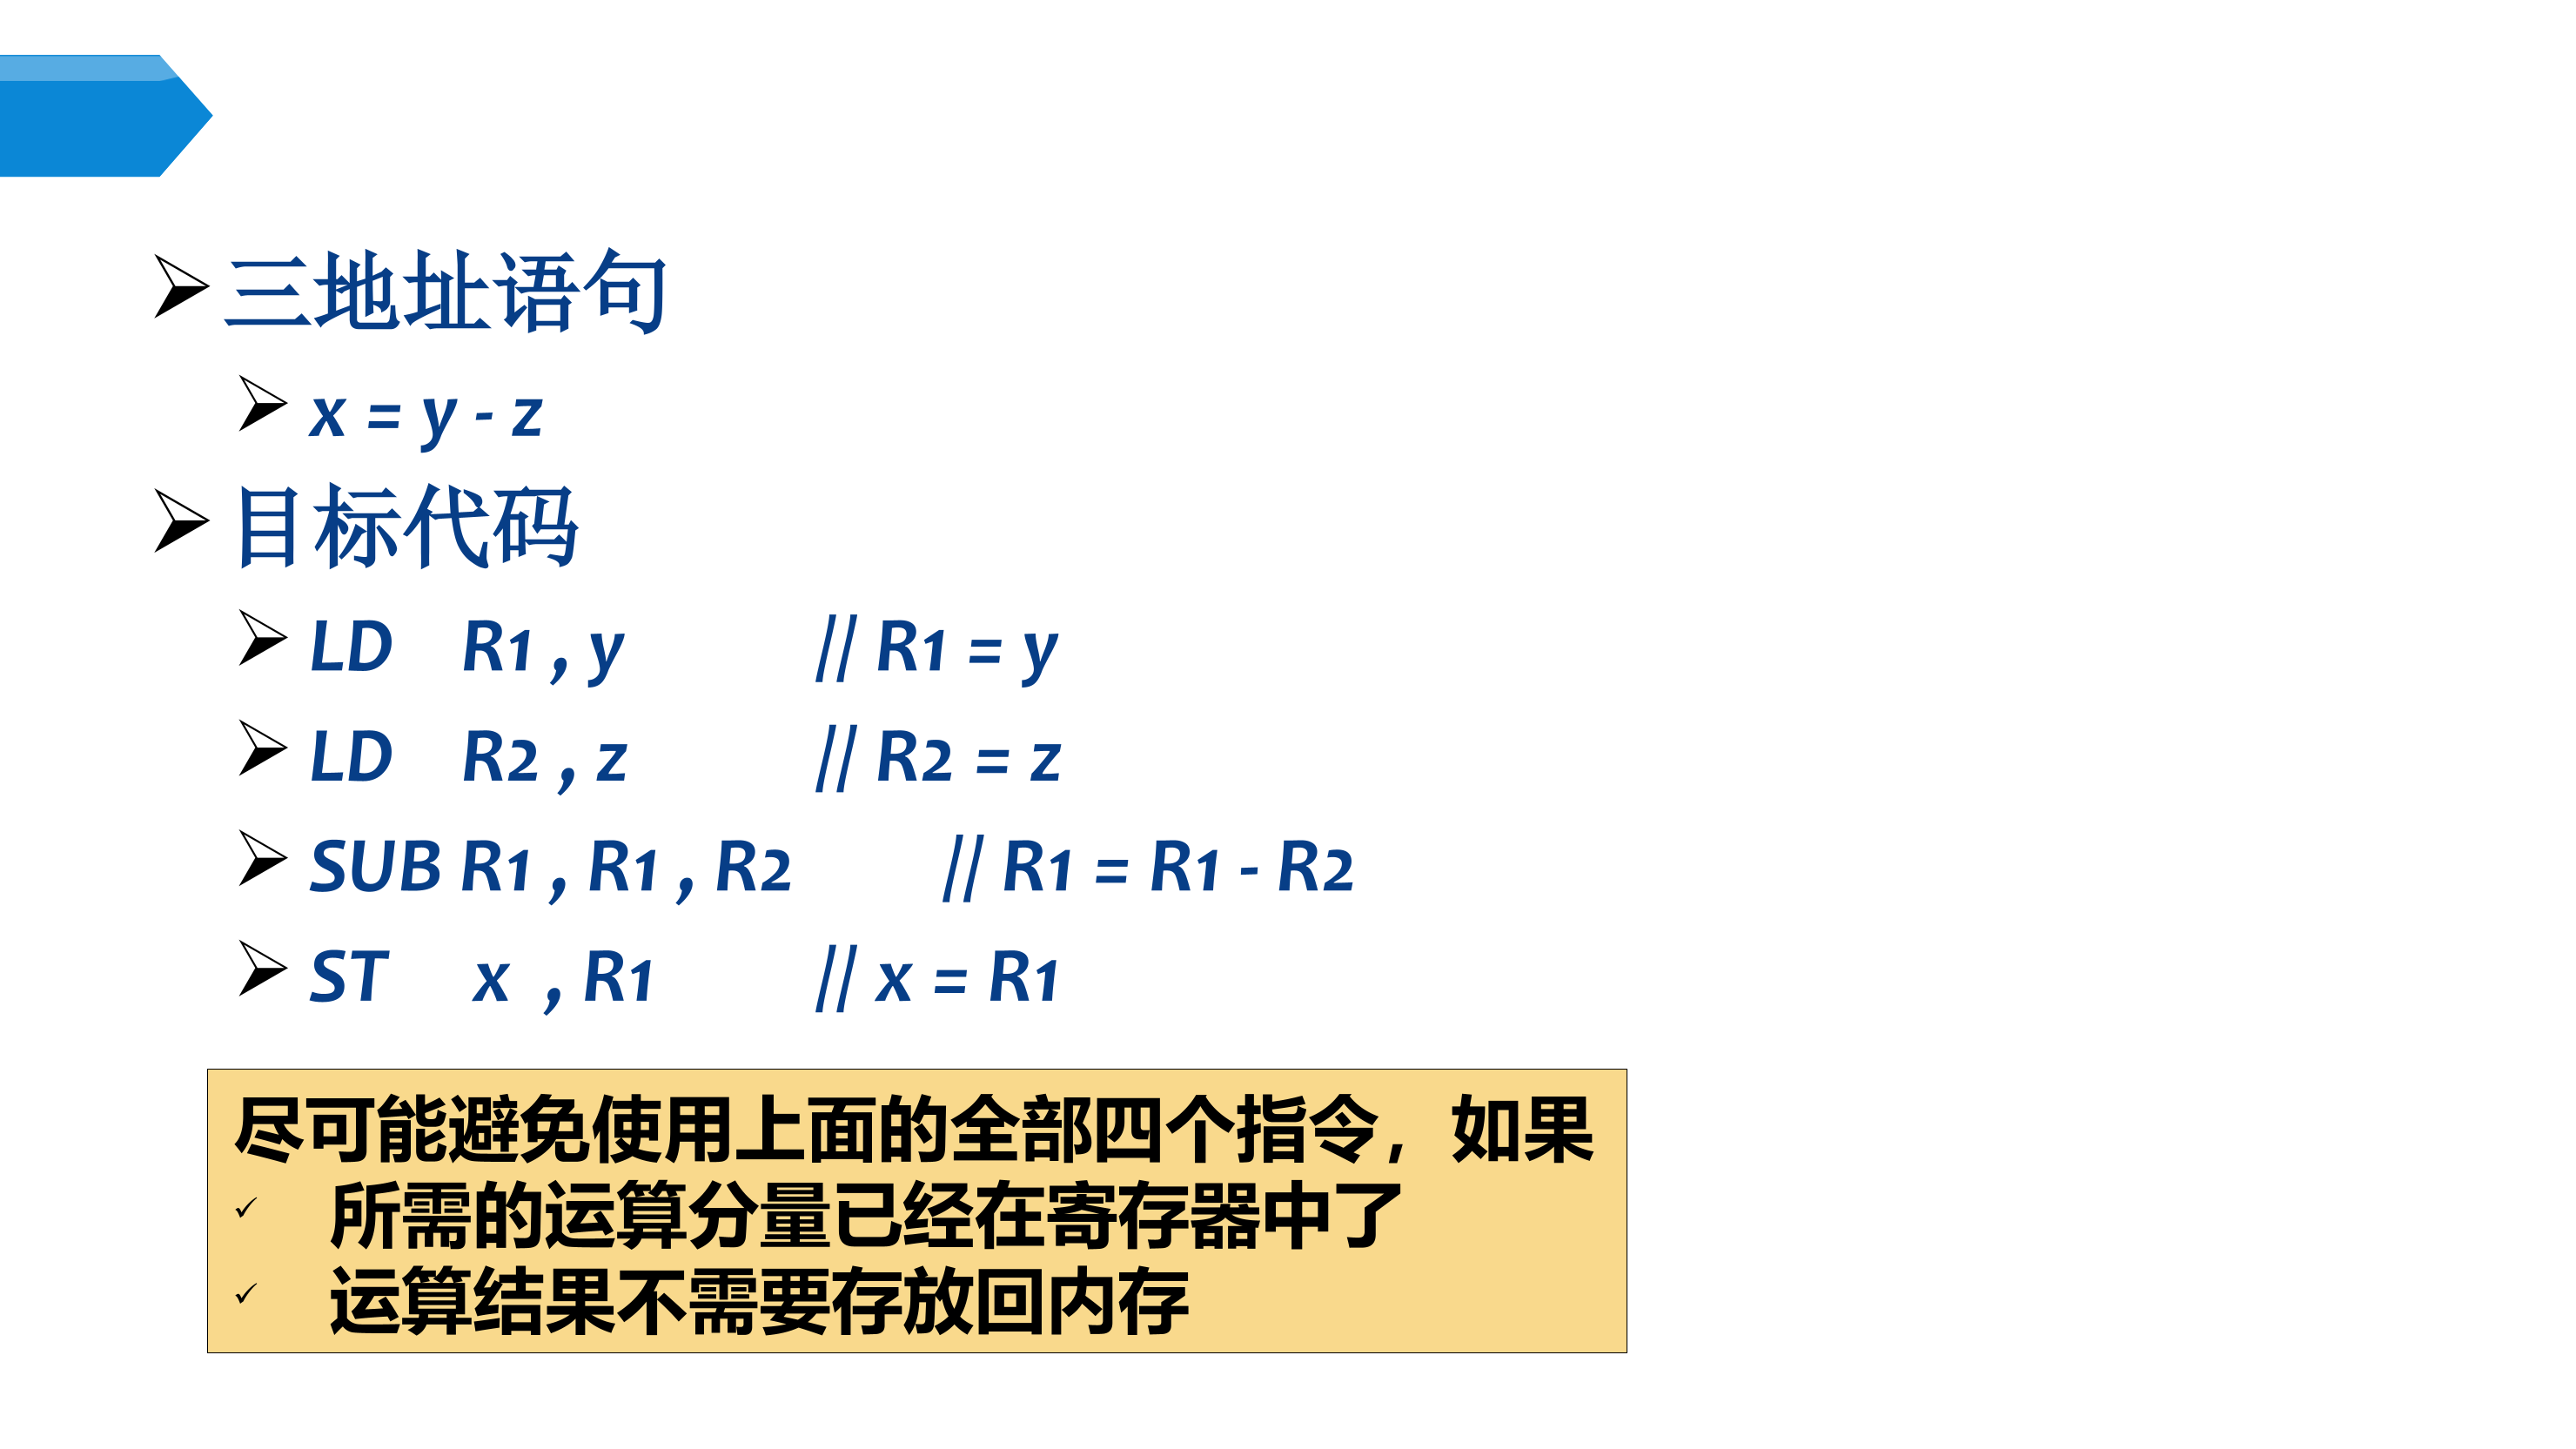 三地址语句
x = y - z
目标代码
LD R1 , y // R1 = y
LD R2 , z // R2 = z
SUB R1 , R1 , R2 // R1 = R1 - R2
ST x , R1 // x = R1
尽可能避免使用上面的全部四个指令，如果
✓ 所需的运算分量已经在寄存器中了
✓ 运算结果不需要存放回内存